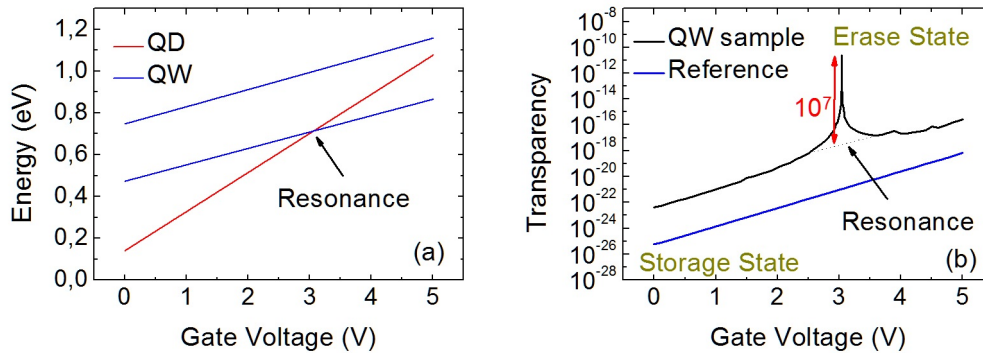 1,2
1,0
0,8
0,6
0,4
0,2
0,0
Energy (eV)
QD
QW
Resonance
(a)
0 1 2 3 4 5
Gate Voltage (V)
10⁻⁸
10⁻¹⁰
10⁻¹²
10⁻¹⁴
10⁻¹⁶
10⁻¹⁸
10⁻²⁰
10⁻²²
10⁻²⁴
10⁻²⁶
10⁻²⁸
Transparency
QW sample
Reference
Erase State
10⁷
Resonance
Storage State
(b)
0 1 2 3 4 5
Gate Voltage (V)